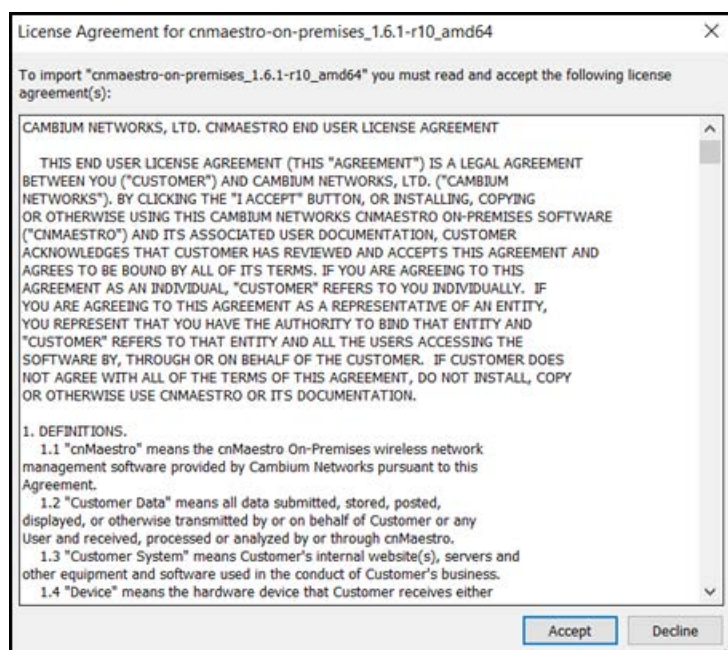 License Agreement for cnmaestro-on-premises_1.6.1-r10_amd64
To import "cnmaestro-on-premises_1.6.1-r10_amd64" you must read and accept the following license
agreement(s):
CAMBIUM NETWORKS, LTD. CNMAESTRO END USER LICENSE AGREEMENT
THIS END USER LICENSE AGREEMENT (THIS "AGREEMENT") IS A LEGAL AGREEMENT
BETWEEN YOU ("CUSTOMER") AND CAMBIUM NETWORKS, LTD. ("CAMBIUM
NETWORKS"). BY CLICKING THE "I ACCEPT" BUTTON, OR INSTALLING, COPYING
OR OTHERWISE USING THIS CAMBIUM NETWORKS CNMAESTRO ON-PREMISES SOFTWARE
("CNMAESTRO") AND ITS ASSOCIATED USER DOCUMENTATION, CUSTOMER
ACKNOWLEDGES THAT CUSTOMER HAS REVIEWED AND ACCEPTS THIS AGREEMENT AND
AGREES TO BE BOUND BY ALL OF ITS TERMS. IF YOU ARE AGREEING TO THIS
AGREEMENT AS AN INDIVIDUAL, "CUSTOMER" REFERS TO YOU INDIVIDUALLY. IF
YOU ARE AGREEING TO THIS AGREEMENT AS A REPRESENTATIVE OF AN ENTITY,
YOU REPRESENT THAT YOU HAVE THE AUTHORITY TO BIND THAT ENTITY AND
"CUSTOMER" REFERS TO THAT ENTITY AND ALL THE USERS ACCESSING THE
SOFTWARE BY, THROUGH OR ON BEHALF OF THE CUSTOMER. IF CUSTOMER DOES
NOT AGREE WITH ALL OF THE TERMS OF THIS AGREEMENT, DO NOT INSTALL, COPY
OR OTHERWISE USE CNMAESTRO OR ITS DOCUMENTATION.
1. DEFINITIONS.
1.1 "cnMaestro" means the cnMaestro On-Premises wireless network
management software provided by Cambium Networks pursuant to this
Agreement.
1.2 "Customer Data" means all data submitted, stored, posted,
displayed, or otherwise transmitted by or on behalf of Customer or any
User and received, processed or analyzed by or through cnMaestro.
1.3 "Customer System" means Customer's internal website(s), servers and
other equipment and software used in the conduct of Customer's business.
1.4 "Device" means the hardware device that Customer receives either
Accept
Decline